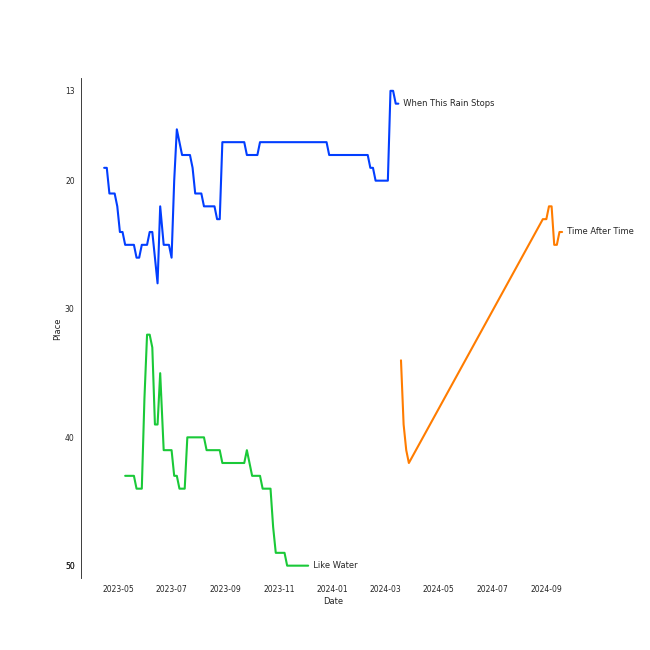 13
When This Rain Stops
20
Time After Time
30
Place
40
50
Like Water
2023-05 2023-07 2023-09 2023-11 2024-01 2024-03 2024-05 2024-07 2024-09
Date